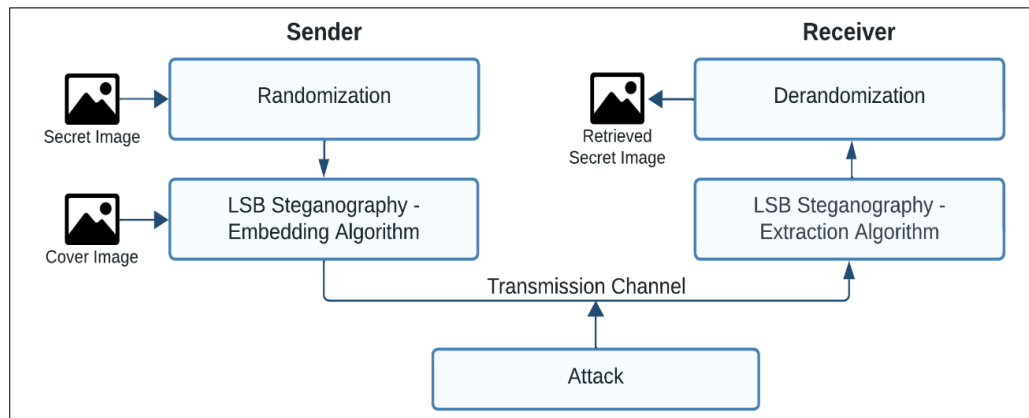 Sender
Receiver
Randomization
Secret Image
Derandomization
Retrieved
Secret Image
LSB Steganography -
Embedding Algorithm
Cover Image
LSB Steganography -
Extraction Algorithm
Transmission Channel
Attack